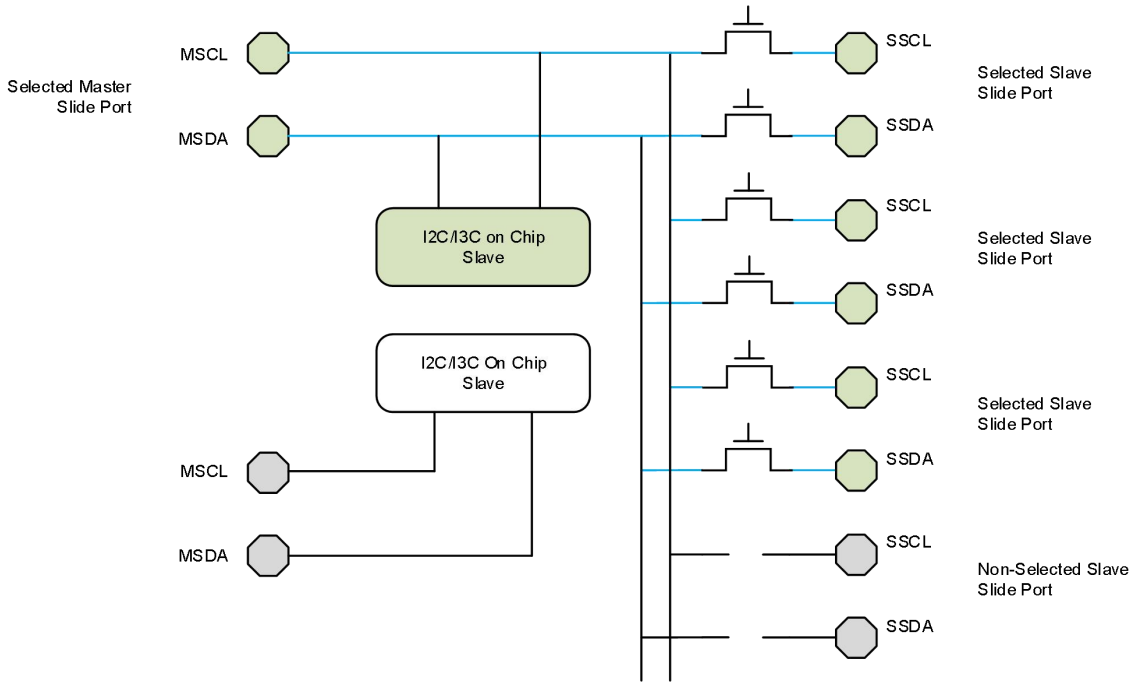 SSCL
MSCL
Selected Slave
Slide Port
Selected Master
Slide Port
SSDA
MSDA
SSCL
I2C/I3C on Chip
Slave
Selected Slave
Slide Port
SSDA
I2C/I3C On Chip
Slave
SSCL
Selected Slave
Slide Port
SSDA
MSCL
SSCL
MSDA
Non-Selected Slave
Slide Port
SSDA